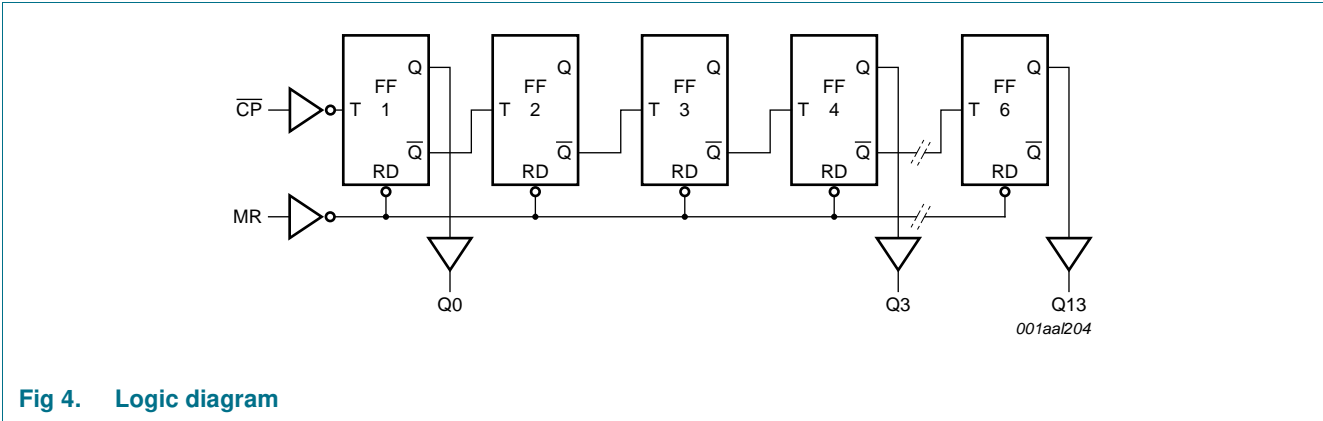 Q Q Q Q Q
FF FF FF FF FF
C̅P̅ T 1 T 2 T 3 T 4 T 6
Q̅ Q̅ Q̅ Q̅ Q̅
RD RD RD RD RD
MR
Q0 Q3 Q13
001aal204
Fig 4. Logic diagram